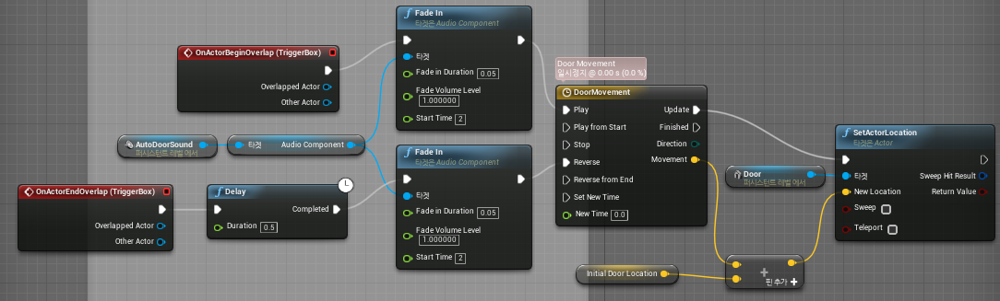 OnActorBeginOverlap (TriggerBox)
Overlapped Actor
Other Actor
AutoDoorSound
퍼시스턴트 레벨 에서
타겟 Audio Component
OnActorEndOverlap (TriggerBox)
Overlapped Actor
Other Actor
Delay
Completed
Duration 0.5
Fade In
타겟은 Audio Component
타겟
Fade in Duration 0.05
Fade Volume Level
1.000000
Start Time 2
Fade In
타겟은 Audio Component
타겟
Fade in Duration 0.05
Fade Volume Level
1.000000
Start Time 2
Door Movement
일시정지 @ 0.00 s (0.0 %)
DoorMovement
Play Update
Play from Start Finished
Stop Direction
Reverse Movement
Reverse from End
Set New Time
New Time 0.0
Initial Door Location
Door
퍼시스턴트 레벨 에서
핀 추가
SetActorLocation
타겟은 Actor
타겟 Sweep Hit Result
New Location Return Value
Sweep
Teleport